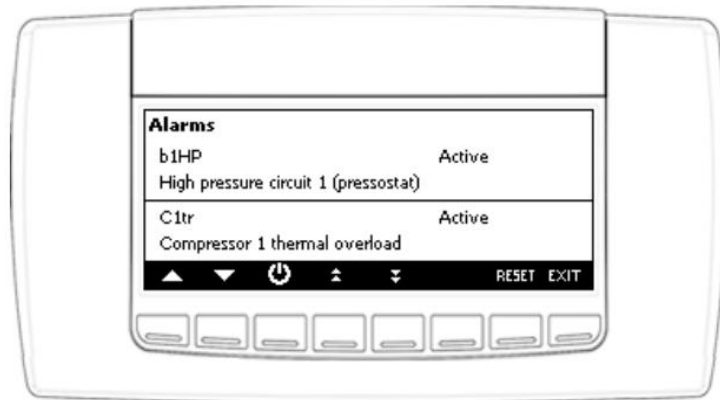 Alarms
b1HP Active
High pressure circuit 1 (pressostat)
C1tr Active
Compressor 1 thermal overload
RESET EXIT